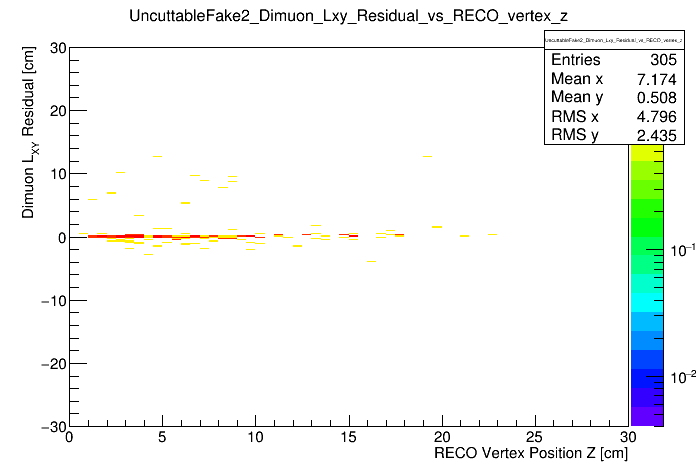 UncuttableFake2_Dimuon_Lxy_Residual_vs_RECO_vertex_z
UncuttableFake2_Dimuon_Lxy_Residual_vs_RECO_vertex_z
Entries 305
Mean x 7.174
Mean y 0.508
RMS x 4.796
RMS y 2.435
Dimuon L_XY Residual [cm]
30
20
10
0
−10
−20
−30
0 5 10 15 20 25 30
RECO Vertex Position Z [cm]
10⁻¹
10⁻²